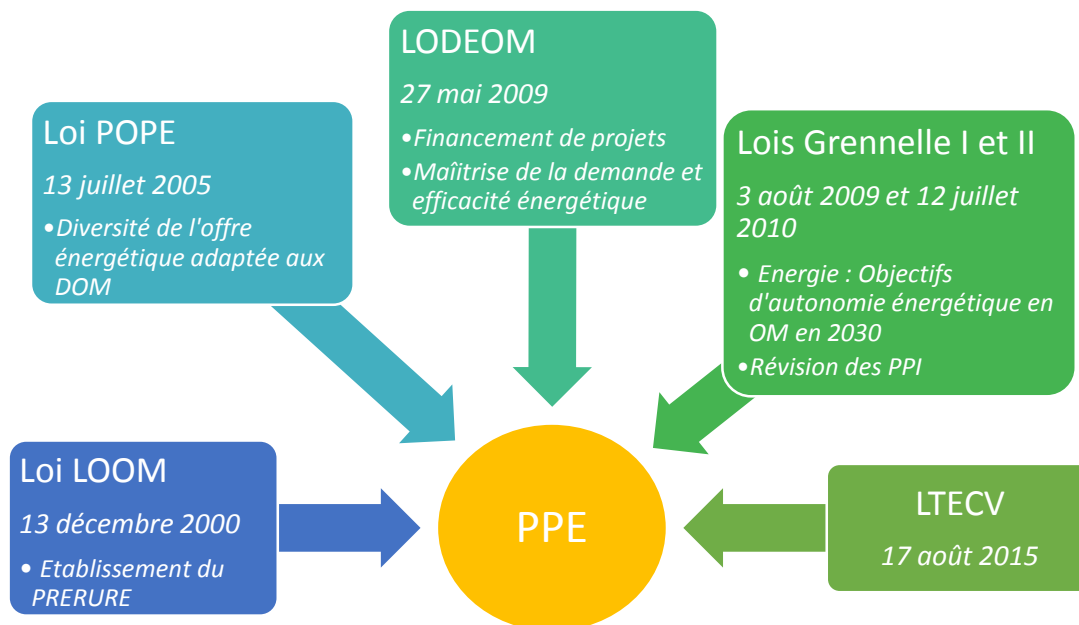 LODEOM
27 mai 2009
•Financement de projets
•Maîitrise de la demande et
efficacité énergétique
Loi POPE
13 juillet 2005
•Diversité de l'offre
énergétique adaptée aux
DOM
Lois Grennelle I et II
3 août 2009 et 12 juillet
2010
• Energie : Objectifs
d'autonomie énergétique en
OM en 2030
•Révision des PPI
Loi LOOM
13 décembre 2000
• Etablissement du
PRERURE
PPE
LTECV
17 août 2015